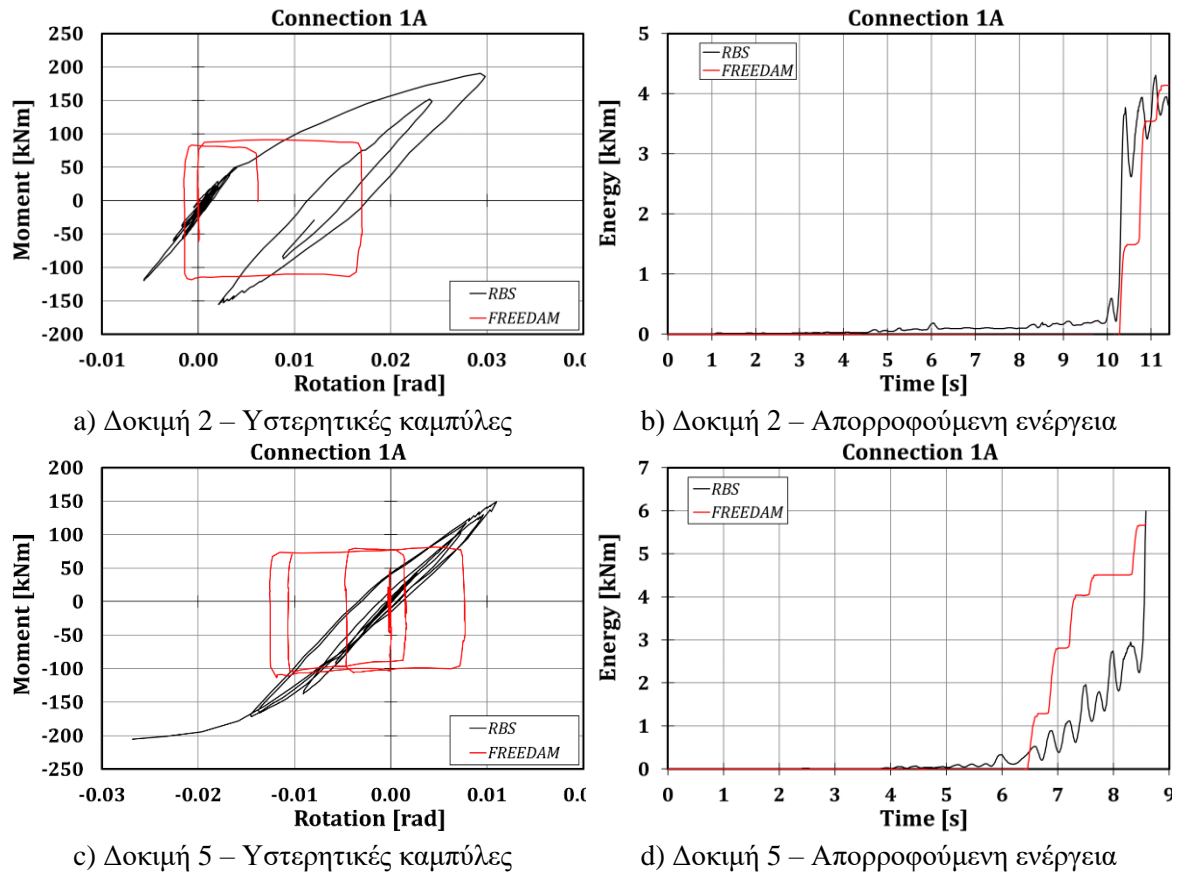 Connection 1A
Moment [kNm]
250
200
150
100
50
0
-50
-100
-150
-200
-0.01
0.00
0.01
0.02
0.03
0.0
Rotation [rad]
RBS
FREEDAM
a) Δοκιμή 2 – Υστερητικές καμπύλες
Connection 1A
Energy [kNm]
5
4
3
2
1
0
0 1 2 3 4 5 6 7 8 9 10 11
Time [s]
RBS
FREEDAM
b) Δοκιμή 2 – Απορροφούμενη ενέργεια
Connection 1A
Moment [kNm]
200
150
100
50
0
-50
-100
-150
-200
-250
-0.03
-0.02
-0.01
0.00
0.01
0.0
Rotation [rad]
RBS
FREEDAM
c) Δοκιμή 5 – Υστερητικές καμπύλες
Connection 1A
Energy [kNm]
7
6
5
4
3
2
1
0
0 1 2 3 4 5 6 7 8 9
Time [s]
RBS
FREEDAM
d) Δοκιμή 5 – Απορροφούμενη ενέργεια